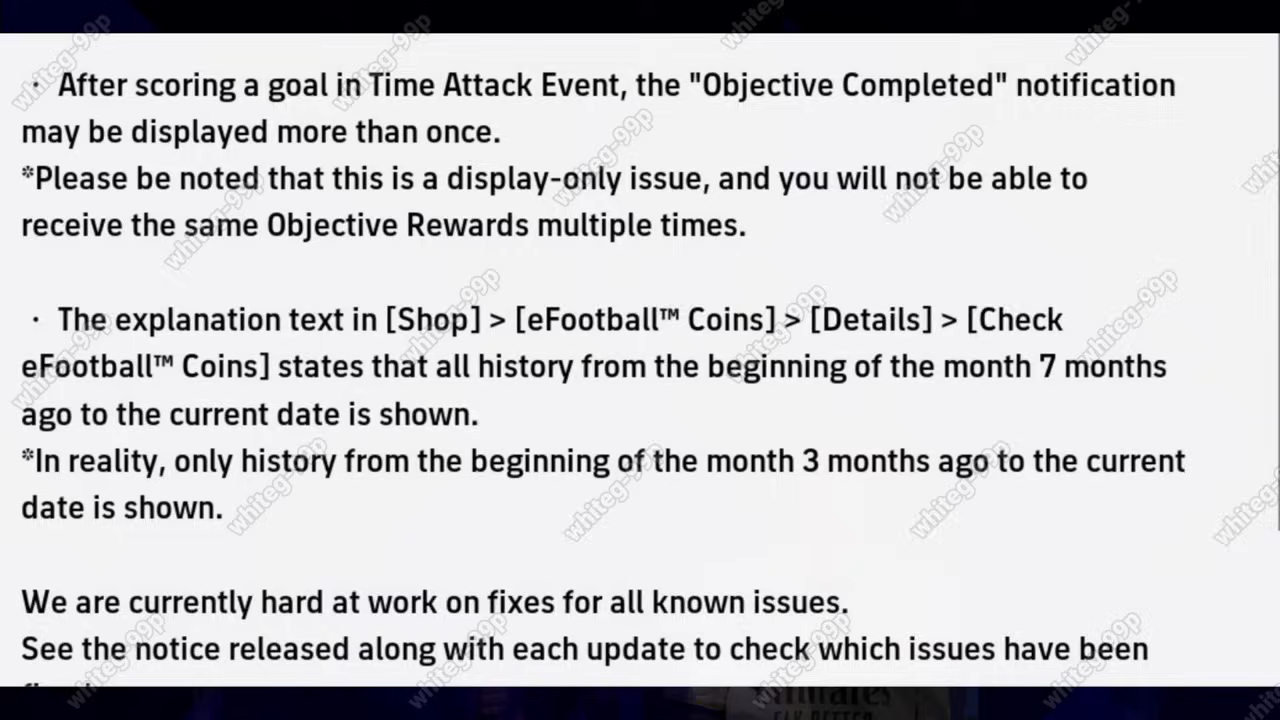 · After scoring a goal in Time Attack Event, the "Objective Completed" notification
may be displayed more than once.
*Please be noted that this is a display-only issue, and you will not be able to
receive the same Objective Rewards multiple times.
· The explanation text in [Shop] > [eFootball™ Coins] > [Details] > [Check
eFootball™ Coins] states that all history from the beginning of the month 7 months
ago to the current date is shown.
*In reality, only history from the beginning of the month 3 months ago to the current
date is shown.
We are currently hard at work on fixes for all known issues.
See the notice released along with each update to check which issues have been
whiteg-99p